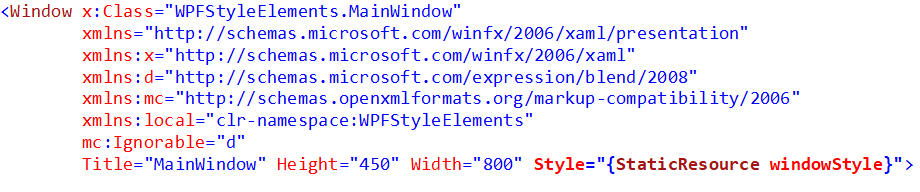 <Window x:Class="WPFStyleElements.MainWindow"
xmlns="http://schemas.microsoft.com/winfx/2006/xaml/presentation"
xmlns:x="http://schemas.microsoft.com/winfx/2006/xaml"
xmlns:d="http://schemas.microsoft.com/expression/blend/2008"
xmlns:mc="http://schemas.openxmlformats.org/markup-compatibility/2006"
xmlns:local="clr-namespace:WPFStyleElements"
mc:Ignorable="d"
Title="MainWindow" Height="450" Width="800" Style="{StaticResource windowStyle}">